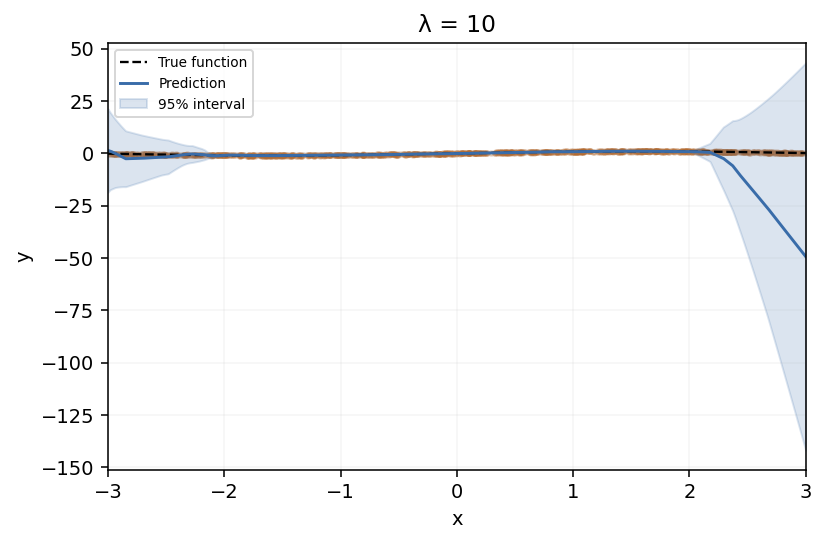 λ = 10
True function
Prediction
95% interval
50
25
0
−25
−50
−75
−100
−125
−150
y
−3 −2 −1 0 1 2 3
x